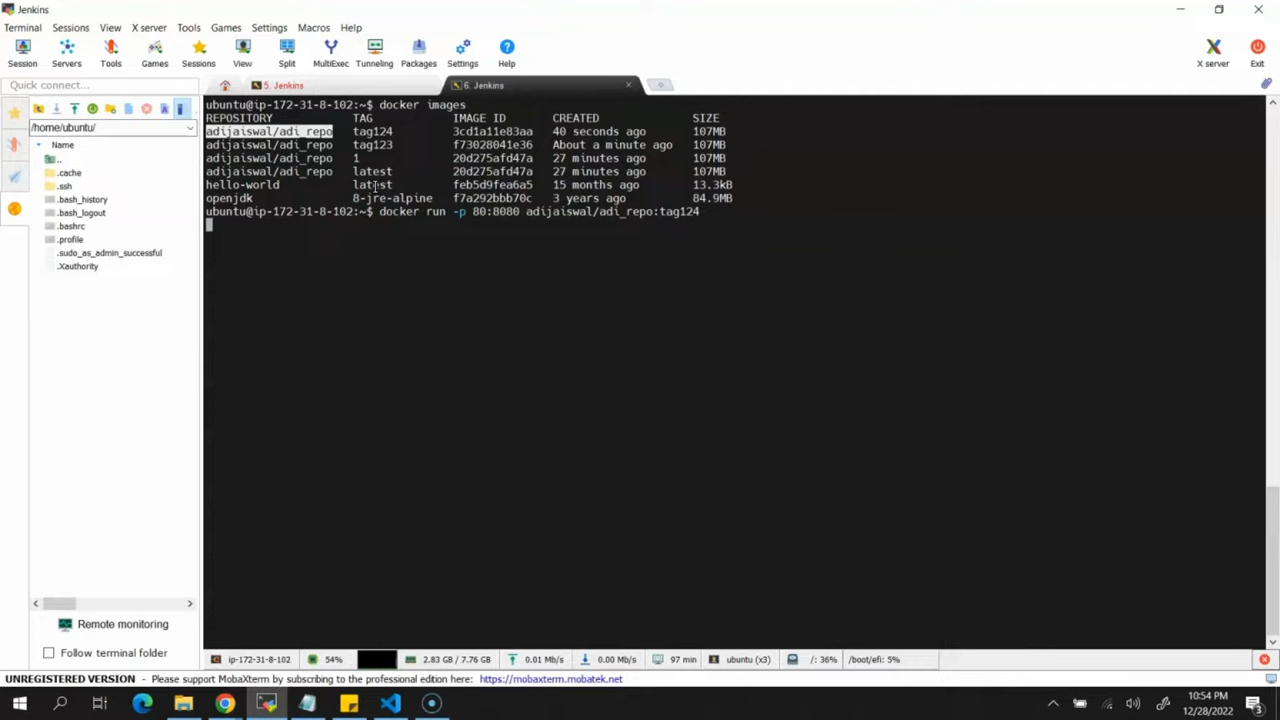 Jenkins
Terminal Sessions View X server Tools Games Settings Macros Help
Session Servers Tools Games Sessions View Split MultiExec Tunneling Packages Settings Help X server Exit
Quick connect...
5. Jenkins
6. Jenkins
/home/ubuntu/
Name
..
.cache
.ssh
.bash_history
.bash_logout
.bashrc
.profile
.sudo_as_admin_successful
.Xauthority
ubuntu@ip-172-31-8-102:~$ docker images
REPOSITORY TAG IMAGE ID CREATED SIZE
adijaiswal/adi_repo tag124 3cd1a11e83aa 40 seconds ago 107MB
adijaiswal/adi_repo tag123 f73028041e36 About a minute ago 107MB
adijaiswal/adi_repo 1 20d275afd47a 27 minutes ago 107MB
adijaiswal/adi_repo latest 20d275afd47a 27 minutes ago 107MB
hello-world latest feb5d9fea6a5 15 months ago 13.3kB
openjdk 8-jre-alpine f7a292bbb70c 3 years ago 84.9MB
ubuntu@ip-172-31-8-102:~$ docker run -p 80:8080 adijaiswal/adi_repo:tag124
Remote monitoring
Follow terminal folder
ip-172-31-8-102 54% 2.83 GB / 7.76 GB 0.01 Mb/s 0.00 Mb/s 97 min ubuntu (x3) /: 36% /boot/efi: 5%
UNREGISTERED VERSION - Please support MobaXterm by subscribing to the professional edition here: https://mobaxterm.mobatek.net
10:54 PM
12/28/2022
3